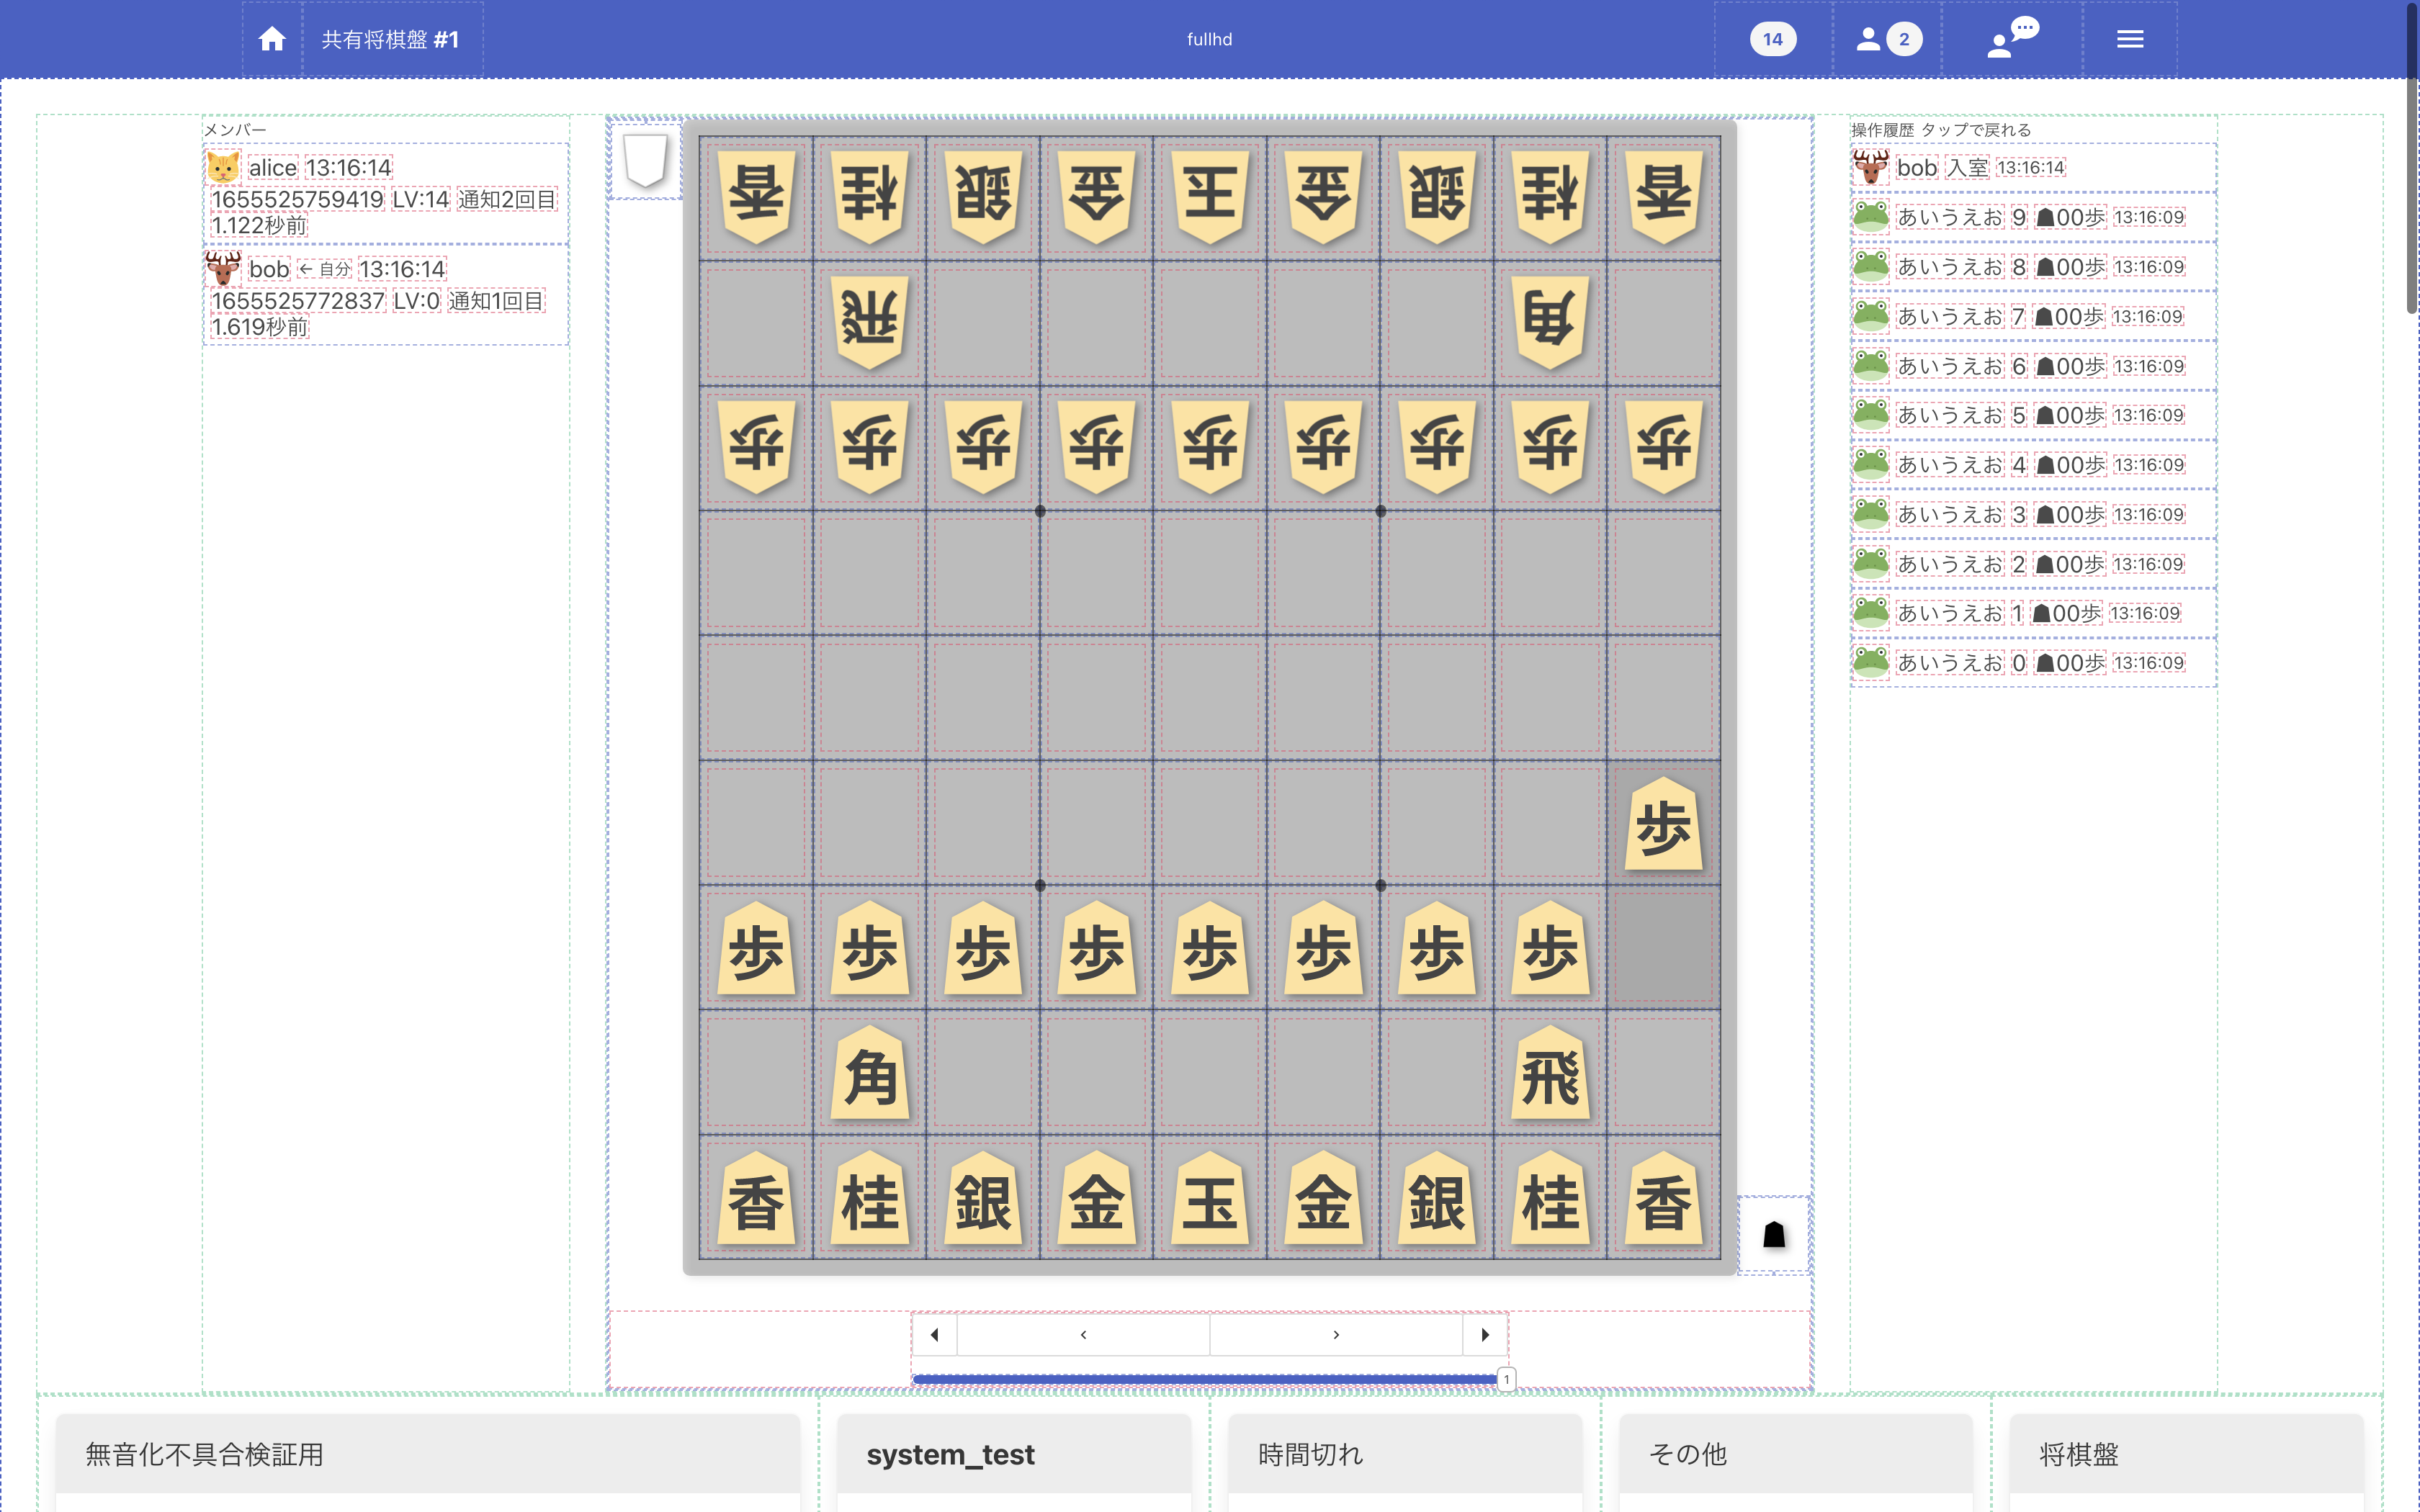 共有将棋盤 #1
fullhd
14
2
メンバー
alice 13:16:14
1655525759419 LV:14 通知2回目
1.122秒前
bob ← 自分 13:16:14
1655525772837 LV:0 通知1回目
1.619秒前
香 桂 銀 金 玉 金 銀 桂 香
飛 角
歩 歩 歩 歩 歩 歩 歩 歩 歩
歩
歩 歩 歩 歩 歩 歩 歩 歩
角 飛
香 桂 銀 金 玉 金 銀 桂 香
1
操作履歴 タップで戻れる
bob 入室 13:16:14
あいうえお 9 ☗00歩 13:16:09
あいうえお 8 ☗00歩 13:16:09
あいうえお 7 ☗00歩 13:16:09
あいうえお 6 ☗00歩 13:16:09
あいうえお 5 ☗00歩 13:16:09
あいうえお 4 ☗00歩 13:16:09
あいうえお 3 ☗00歩 13:16:09
あいうえお 2 ☗00歩 13:16:09
あいうえお 1 ☗00歩 13:16:09
あいうえお 0 ☗00歩 13:16:09
無音化不具合検証用
system_test
時間切れ
その他
将棋盤